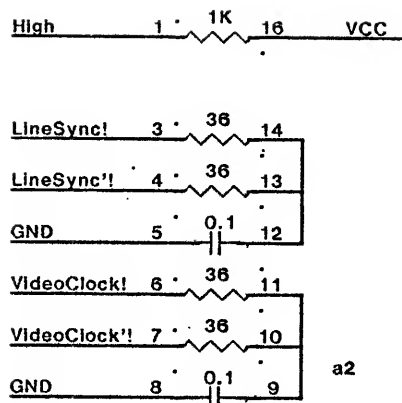 High 1 1K 16 VCC
LineSync! 3 36 14
LineSync'! 4 36 13
GND 5 0.1 12
VideoClock! 6 36 11
VideoClock'! 7 36 10
GND 8 0.1 9
a2